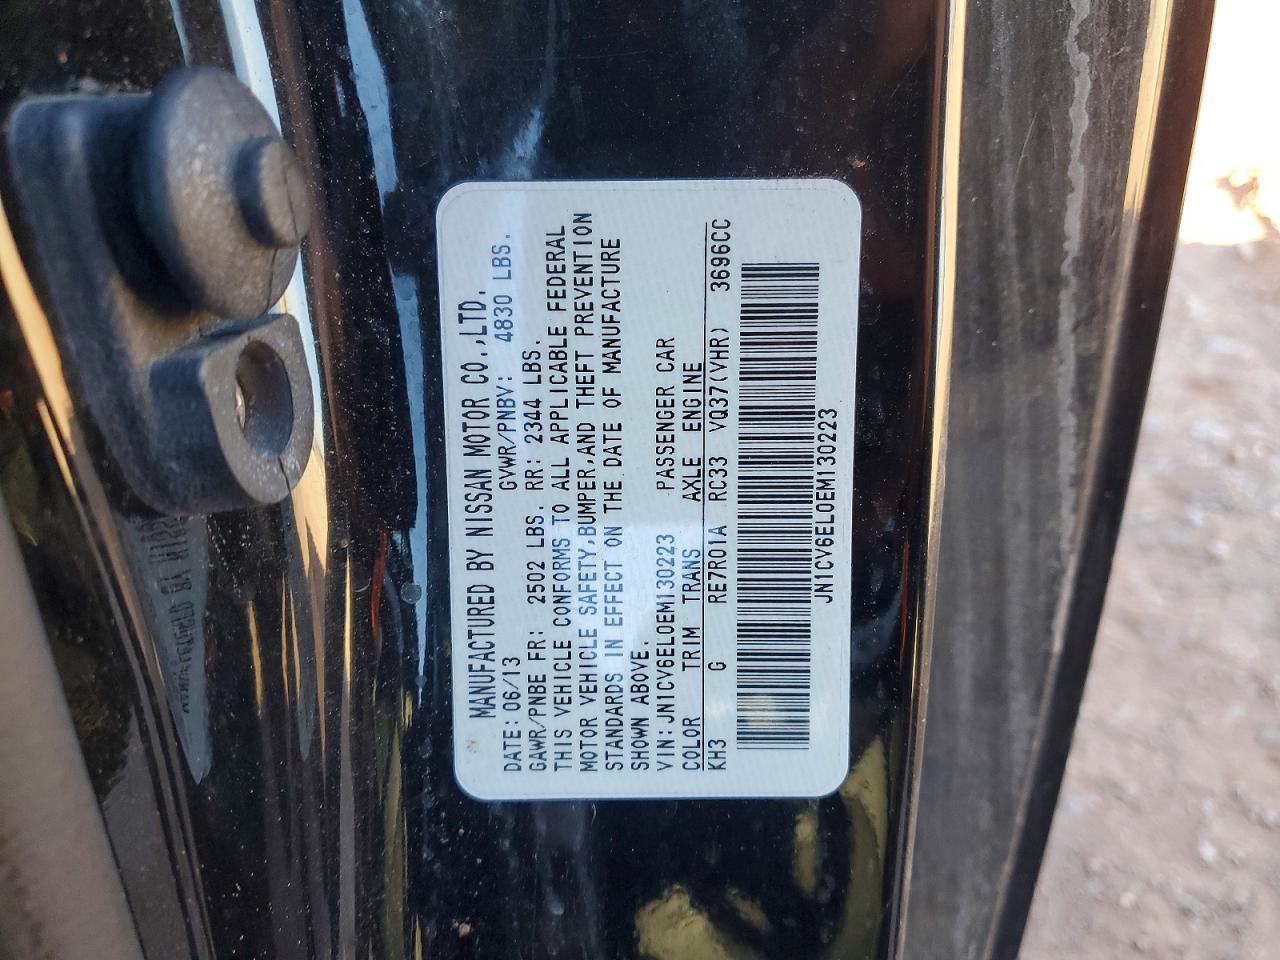 MANUFACTURED BY NISSAN MOTOR CO.,LTD.
DATE: 06/13 GVWR/PNBV: 4830 LBS.
GAWR/PNBE FR: 2502 LBS. RR: 2344 LBS.
THIS VEHICLE CONFORMS TO ALL APPLICABLE FEDERAL
MOTOR VEHICLE SAFETY,BUMPER,AND THEFT PREVENTION
STANDARDS IN EFFECT ON THE DATE OF MANUFACTURE
SHOWN ABOVE.
VIN:JN1CV6EL0EM130223 PASSENGER CAR
COLOR TRIM TRANS AXLE ENGINE
KH3 G RE7R01A RC33 VQ37(VHR) 3696CC
JN1CV6EL0EM130223